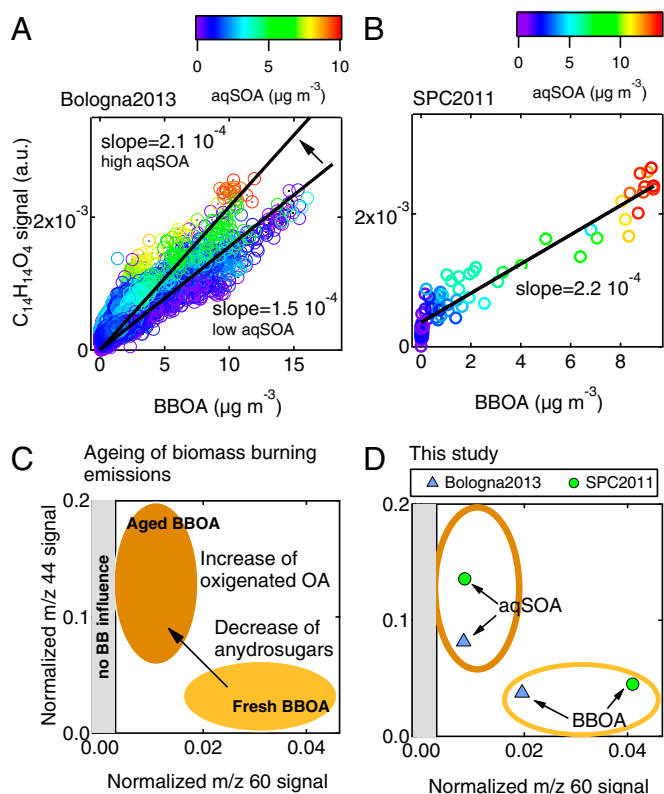 A
0
5
10
aqSOA (μg m-3)
Bologna2013
slope=2.1 10-4
high aqSOA
slope=1.5 10-4
low aqSOA
C14H14O4 signal (a.u.)
2x10-3
0
0
5
10
15
BBOA (μg m-3)
B
0
5
10
aqSOA (μg m-3)
SPC2011
2x10-3
0
slope=2.2 10-4
0
2
4
6
8
BBOA (μg m-3)
C
Ageing of biomass burning
emissions
0.2
0.1
0.0
Normalized m/z 44 signal
no BB influence
Aged BBOA
Increase of
oxigenated OA
Decrease of
anydrosugars
Fresh BBOA
0.00
0.02
0.04
Normalized m/z 60 signal
D
This study
Bologna2013
SPC2011
0.2
0.1
0.0
aqSOA
BBOA
0.00
0.02
0.04
Normalized m/z 60 signal